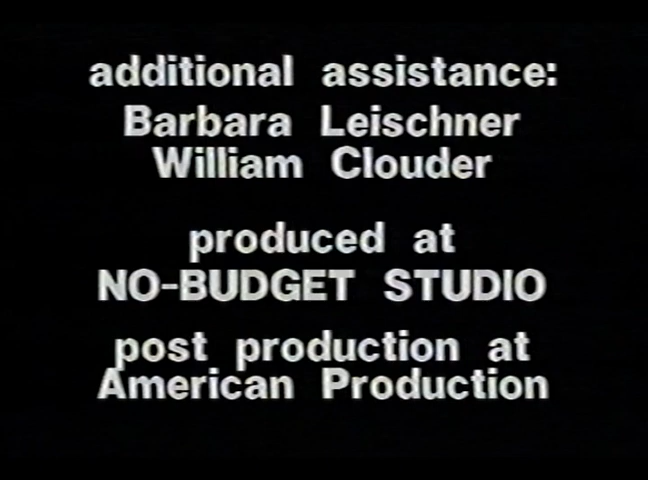 additional assistance:
Barbara Leischner
William Clouder
produced at
NO-BUDGET STUDIO
post production at
American Production